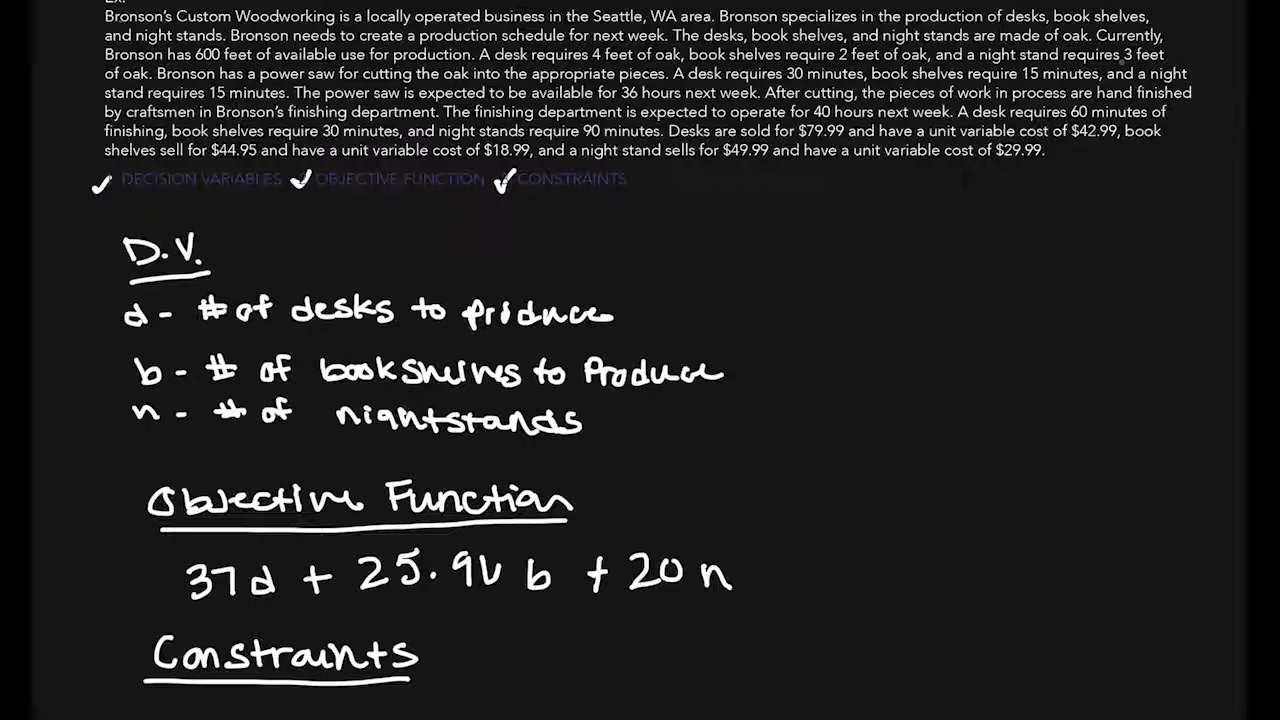 Ex:
Bronson's Custom Woodworking is a locally operated business in the Seattle, WA area. Bronson specializes in the production of desks, book shelves,
and night stands. Bronson needs to create a production schedule for next week. The desks, book shelves, and night stands are made of oak. Currently,
Bronson has 600 feet of available use for production. A desk requires 4 feet of oak, book shelves require 2 feet of oak, and a night stand requires 3 feet
of oak. Bronson has a power saw for cutting the oak into the appropriate pieces. A desk requires 30 minutes, book shelves require 15 minutes, and a night
stand requires 15 minutes. The power saw is expected to be available for 36 hours next week. After cutting, the pieces of work in process are hand finished
by craftsmen in Bronson's finishing department. The finishing department is expected to operate for 40 hours next week. A desk requires 60 minutes of
finishing, book shelves require 30 minutes, and night stands require 90 minutes. Desks are sold for $79.99 and have a unit variable cost of $42.99, book
shelves sell for $44.95 and have a unit variable cost of $18.99, and a night stand sells for $49.99 and have a unit variable cost of $29.99.
DECISION VARIABLES OBJECTIVE FUNCTION CONSTRAINTS
D.V.
d - # of desks to produce
b - # of bookshelves to Produce
n - # of nightstands
Objective Function
37d + 25.96 b + 20 n
Constraints